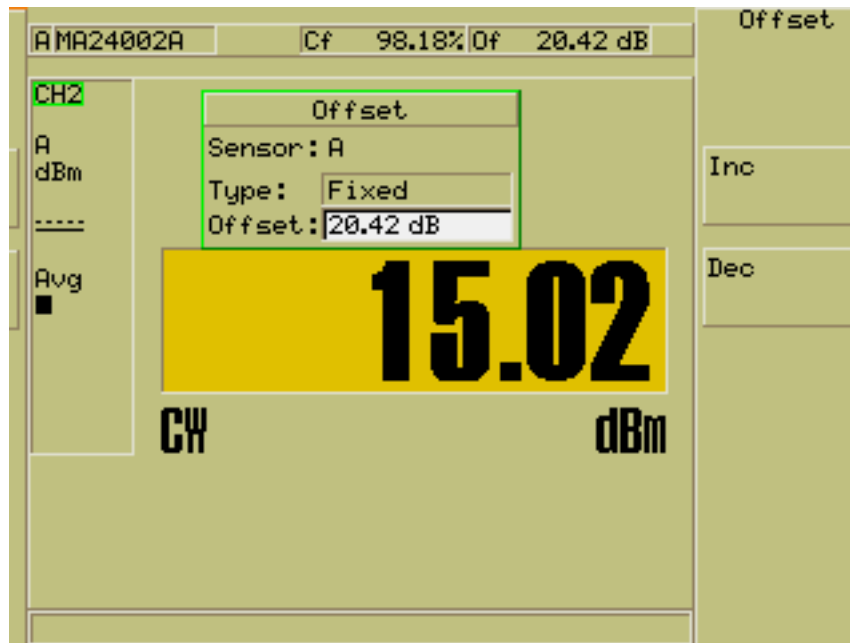 A MA24002A Cf 98.18% Of 20.42 dB
Offset
CH2
A
dBm
-----
Avg
Offset
Sensor: A
Type: Fixed
Offset: 20.42 dB
15.02
CW dBm
Inc
Dec